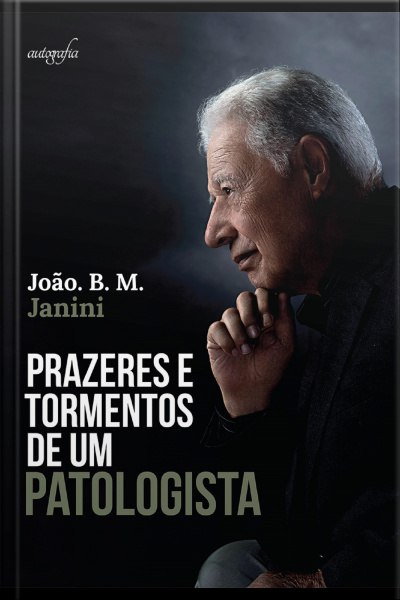 autografia
João. B. M.
Janini
PRAZERES E
TORMENTOS
DE UM
PATOLOGISTA